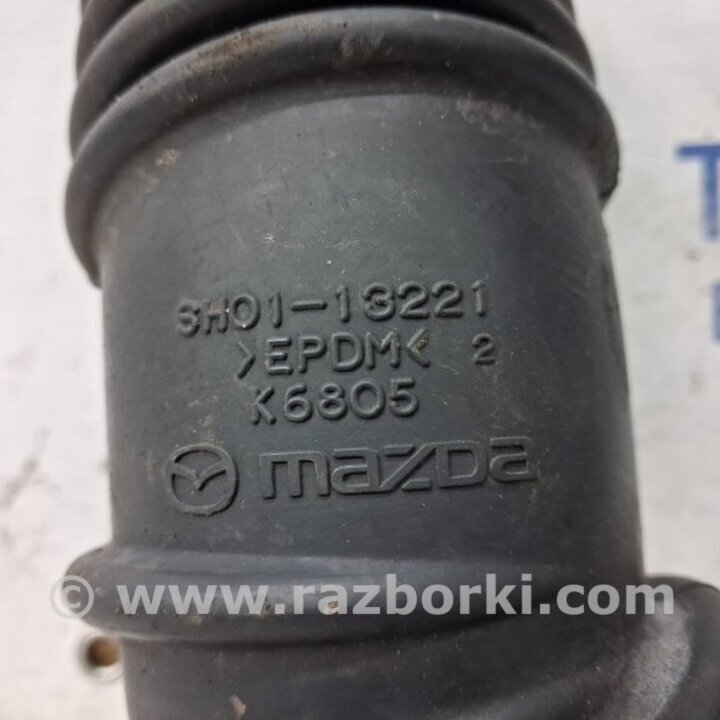 SH01-13221
>EPDM< 2
K6805
mazda
© www.razborki.com